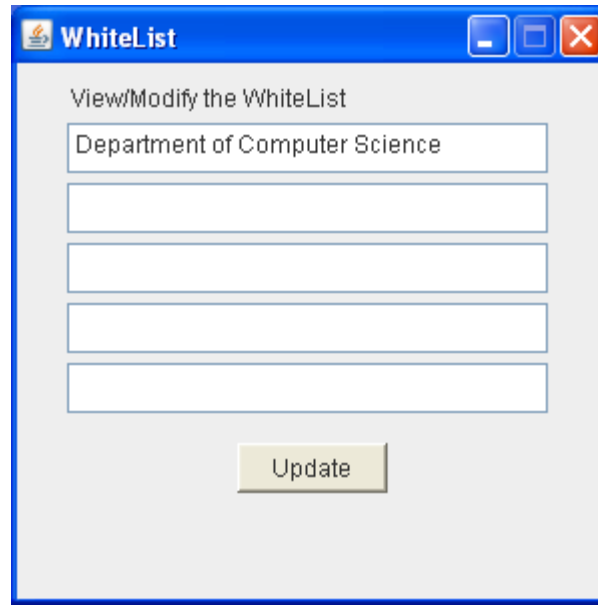 WhiteList
View/Modify the WhiteList
Department of Computer Science
Update